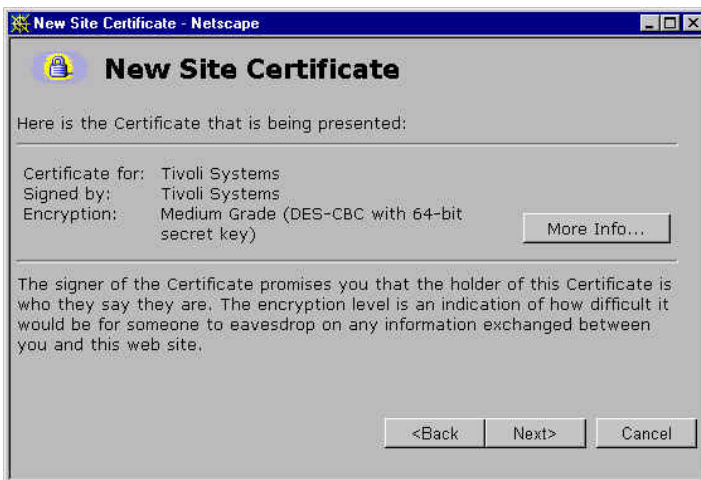 New Site Certificate - Netscape
New Site Certificate
Here is the Certificate that is being presented:
Certificate for: Tivoli Systems
Signed by: Tivoli Systems
Encryption: Medium Grade (DES-CBC with 64-bit
secret key)
More Info...
The signer of the Certificate promises you that the holder of this Certificate is
who they say they are. The encryption level is an indication of how difficult it
would be for someone to eavesdrop on any information exchanged between
you and this web site.
<Back Next> Cancel